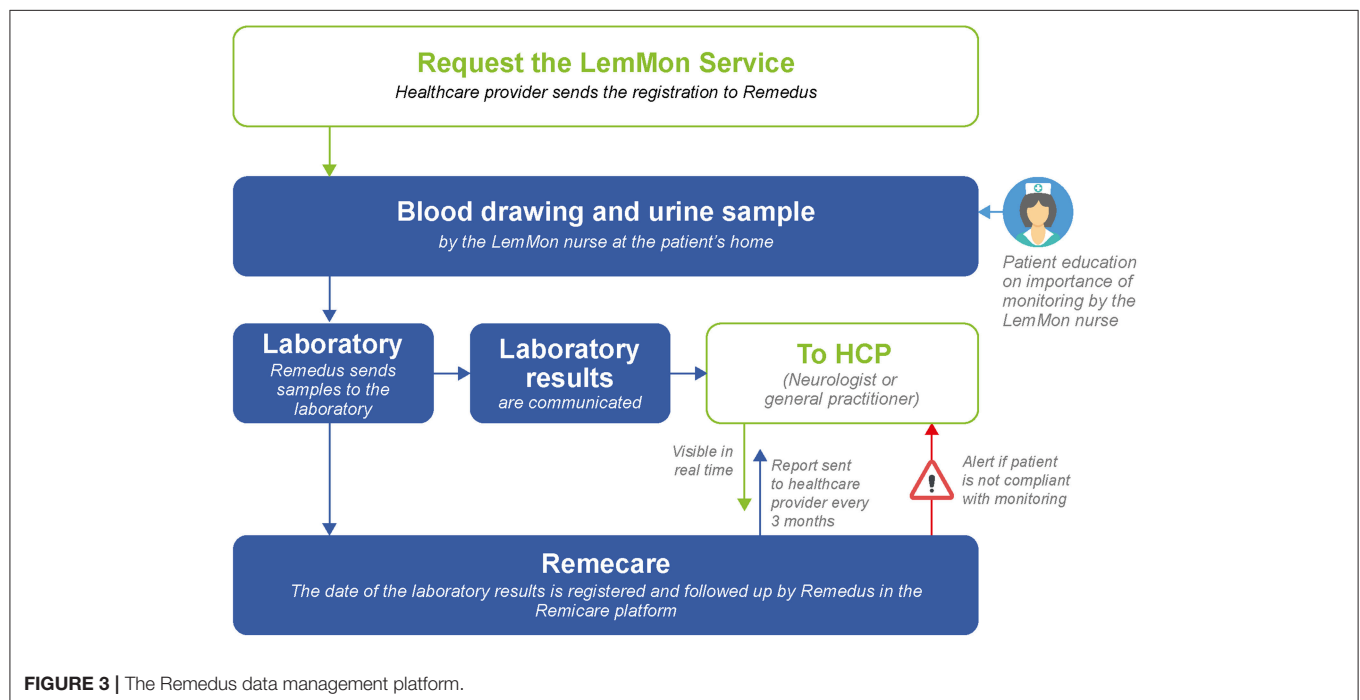 Request the LemMon Service
Healthcare provider sends the registration to Remedus
Blood drawing and urine sample
by the LemMon nurse at the patient's home
Patient education
on importance of
monitoring by the
LemMon nurse
Laboratory
Remedus sends
samples to the
laboratory
Laboratory
results
are communicated
To HCP
(Neurologist or
general practitioner)
Visible in
real time
Report sent
to healthcare
provider every
3 months
Alert if patient
is not compliant
with monitoring
Remecare
The date of the laboratory results is registered and followed up by Remedus in the
Remicare platform
FIGURE 3 | The Remedus data management platform.